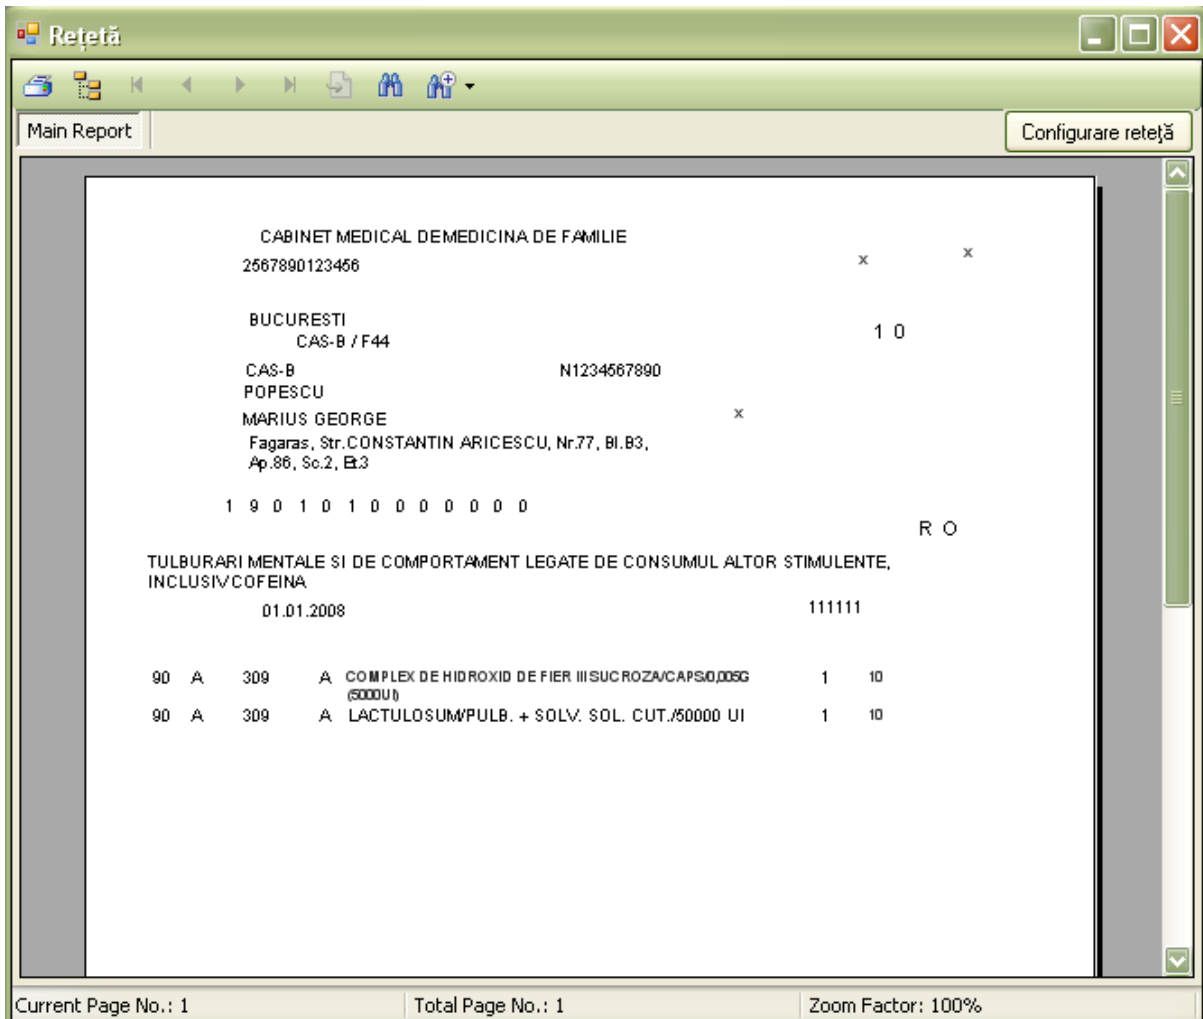 Rețetă
Main Report
Configurare reteţă
CABINET MEDICAL DE MEDICINA DE FAMILIE
2567890123456 x x
BUCURESTI
CAS-B / F44 1 0
CAS-B N1234567890
POPESCU
MARIUS GEORGE x
Fagaras, Str.CONSTANTIN ARICESCU, Nr.77, Bl.B3,
Ap.86, Sc.2, Et.3
1 9 0 1 0 1 0 0 0 0 0 0 0
R O
TULBURARI MENTALE SI DE COMPORTAMENT LEGATE DE CONSUMUL ALTOR STIMULENTE,
INCLUSIV COFEINA
01.01.2008 111111
90 A 309 A COMPLEX DE HIDROXID DE FIER III SUCROZA/CAPS/0,005G 1 10
(5000UI)
90 A 309 A LACTULOSUM/PULB. + SOLV. SOL. CUT./50000 UI 1 10
Current Page No.: 1 Total Page No.: 1 Zoom Factor: 100%